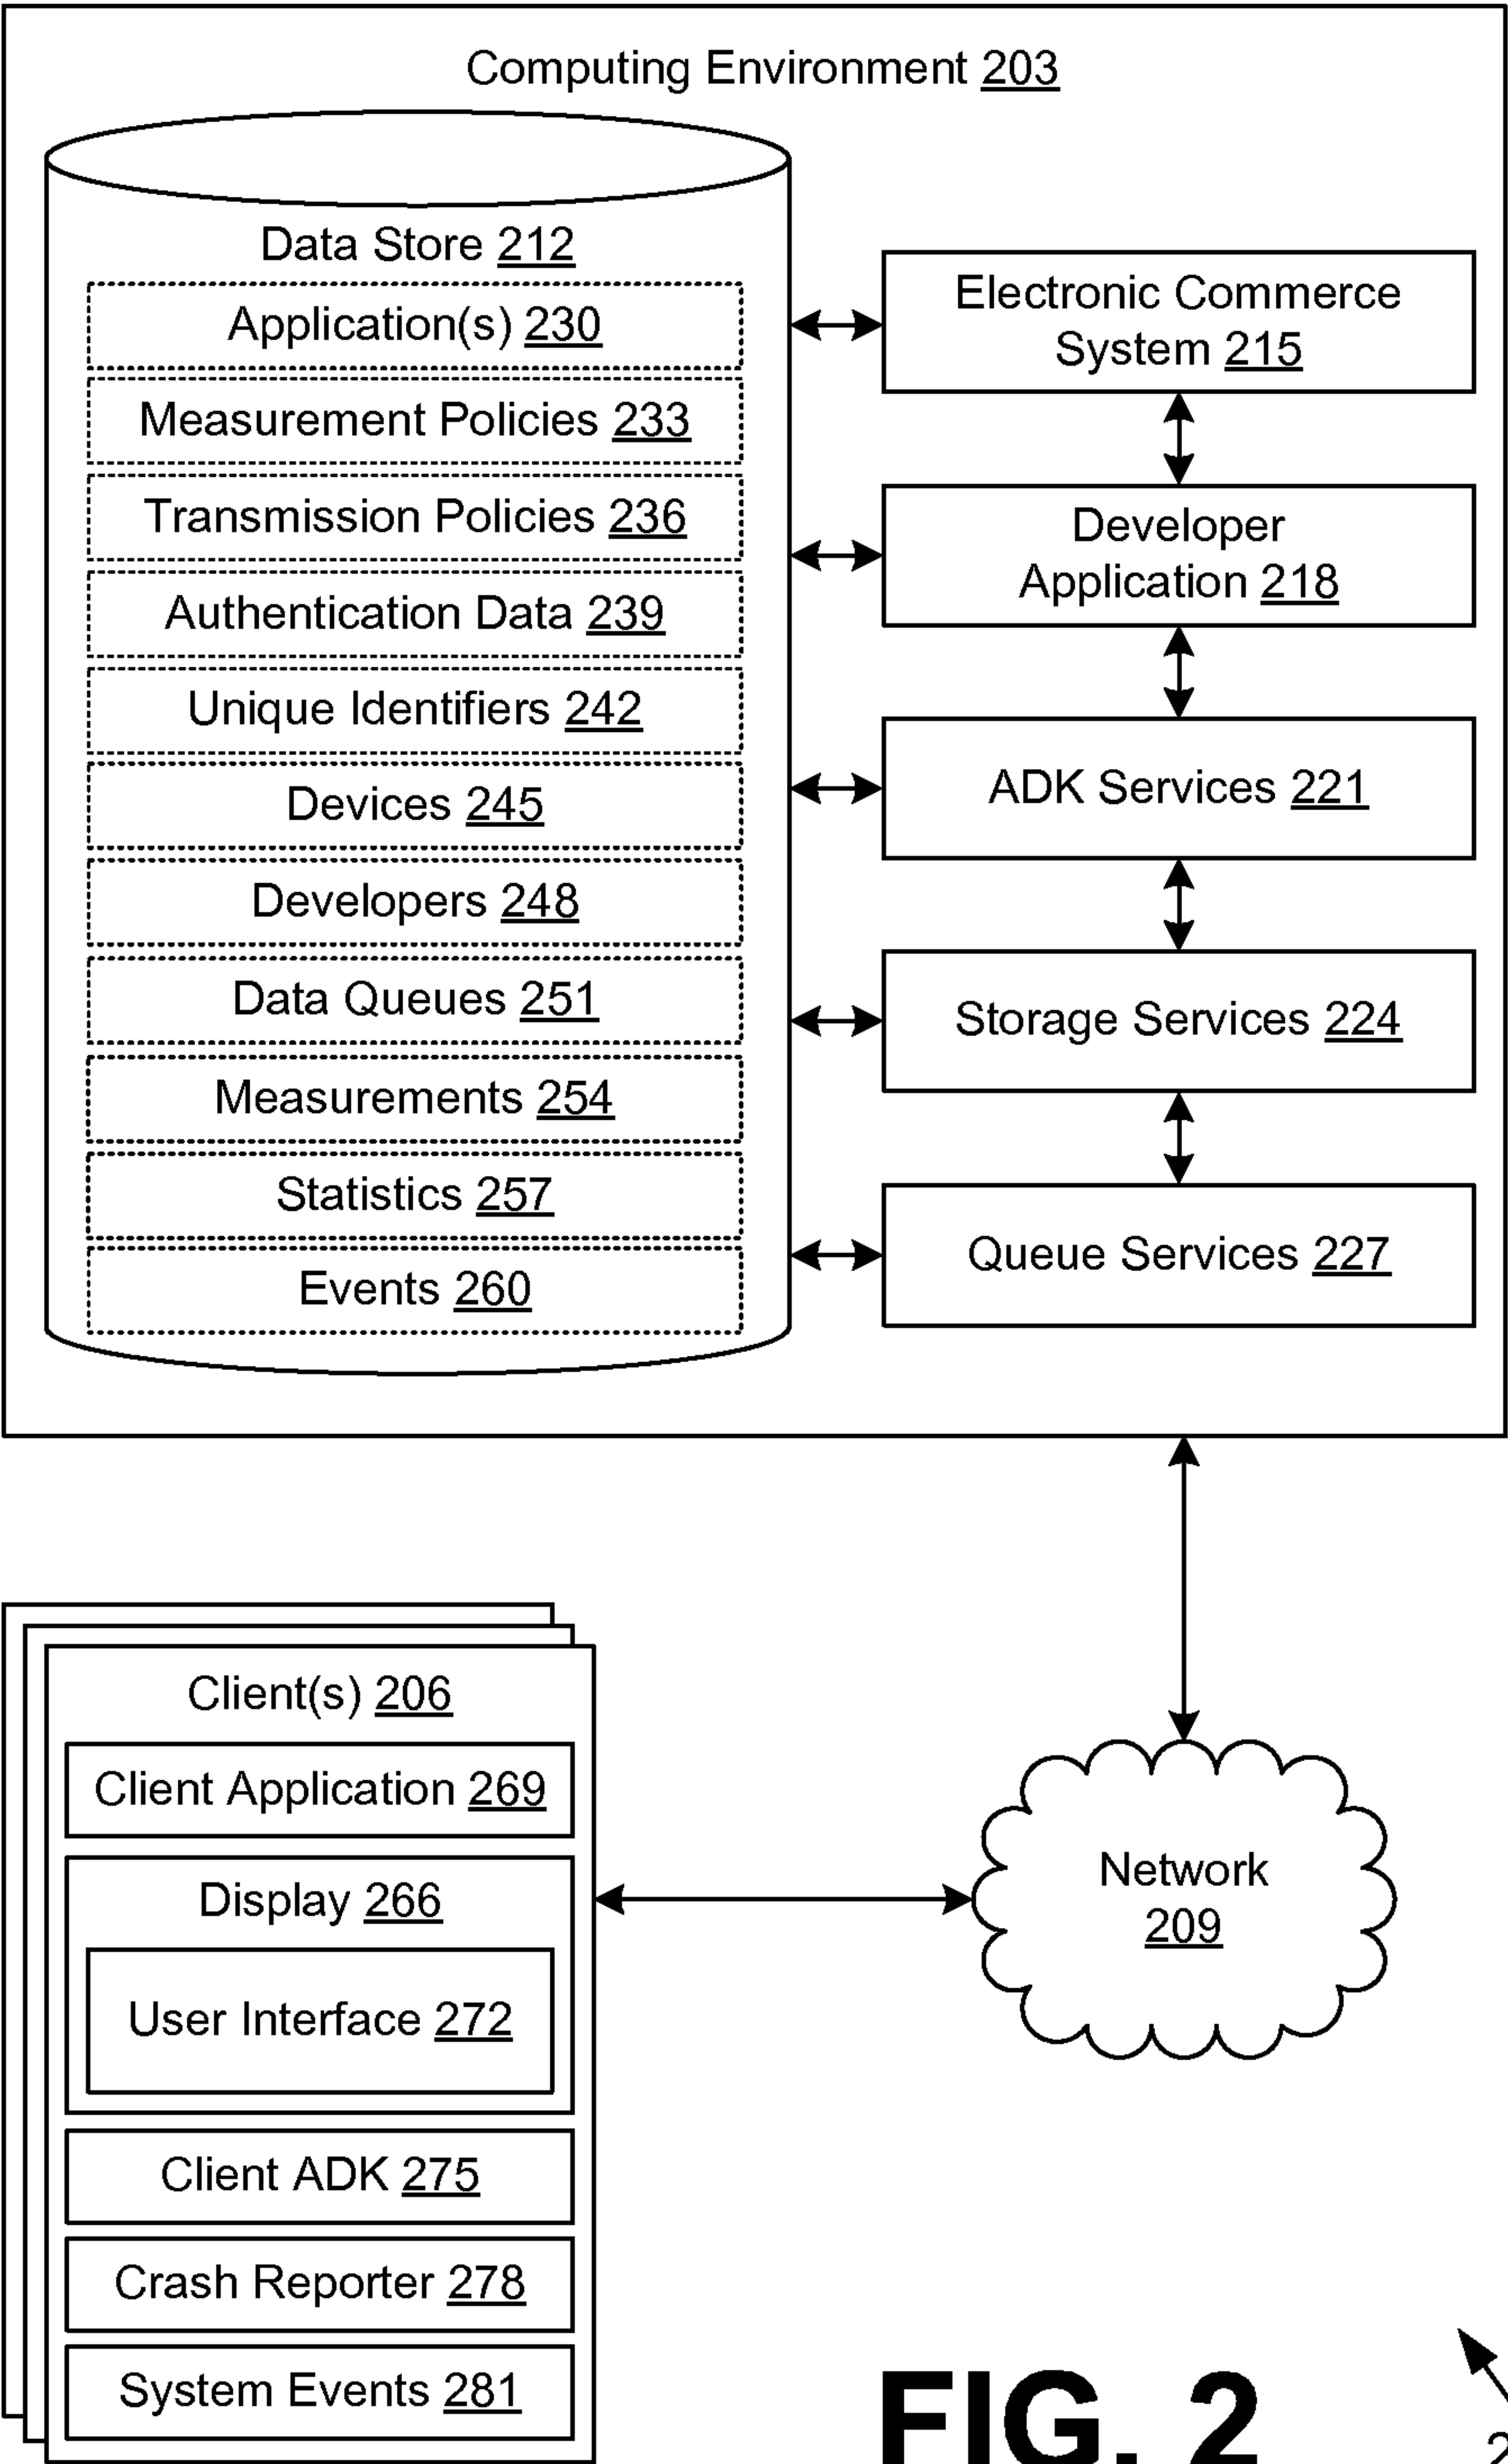 Computing Environment 203
Data Store 212
Application(s) 230
Measurement Policies 233
Transmission Policies 236
Authentication Data 239
Unique Identifiers 242
Devices 245
Developers 248
Data Queues 251
Measurements 254
Statistics 257
Events 260
Electronic Commerce
System 215
Developer
Application 218
ADK Services 221
Storage Services 224
Queue Services 227
Client(s) 206
Client Application 269
Display 266
User Interface 272
Client ADK 275
Crash Reporter 278
System Events 281
Network
209
FIG. 2